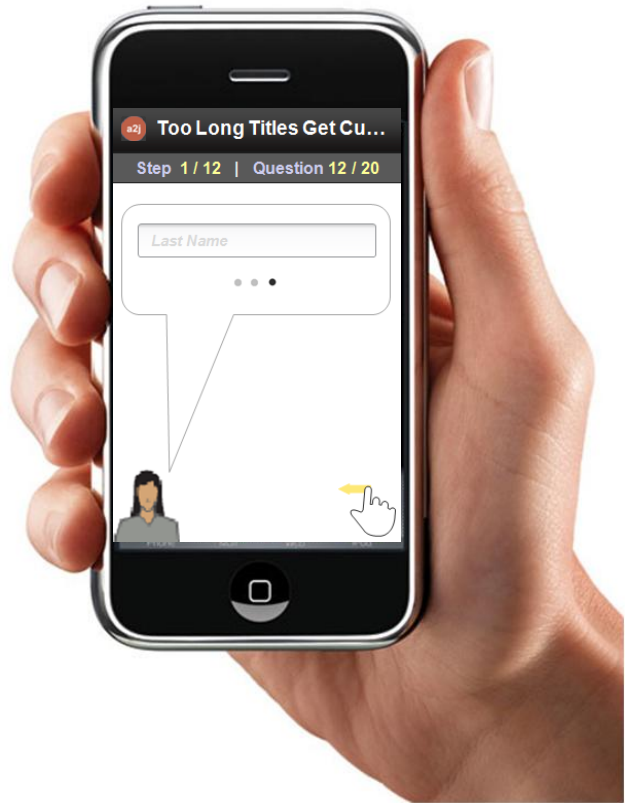 a2j Too Long Titles Get Cu...
Step 1 / 12 | Question 12 / 20
Last Name